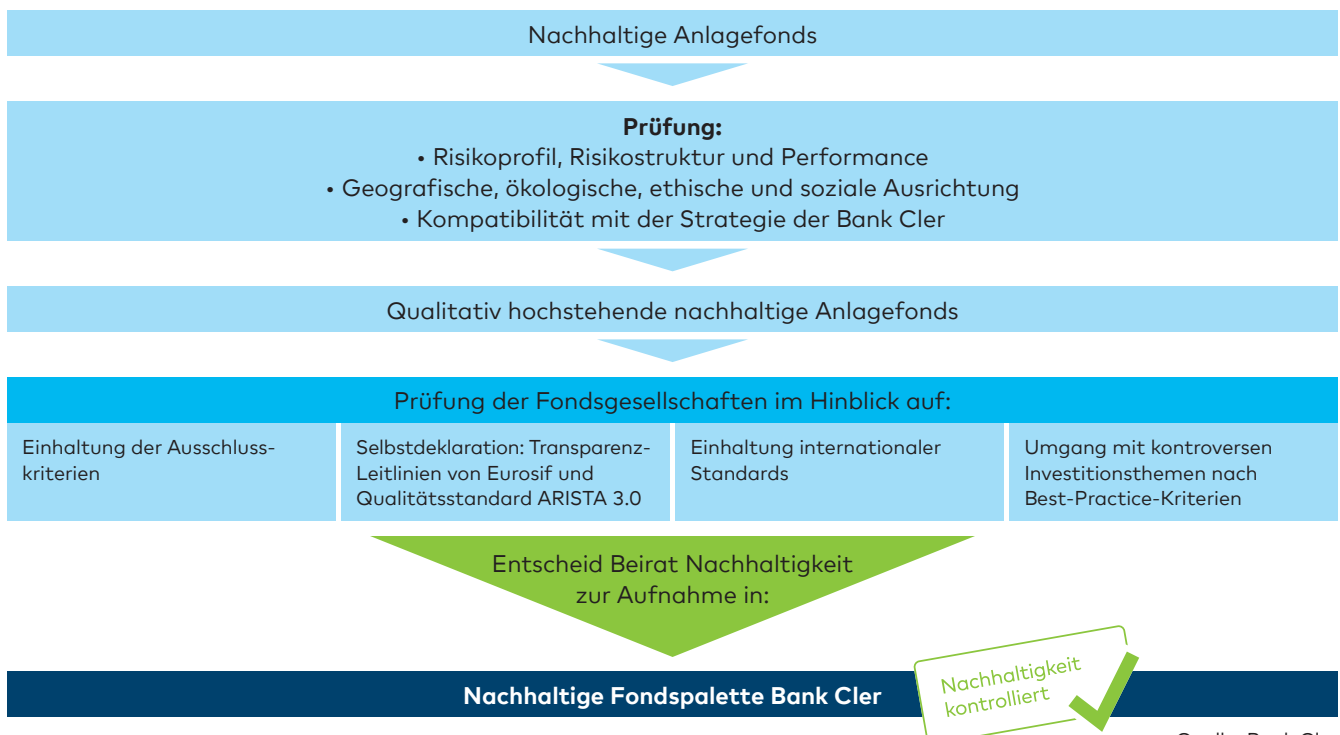 Nachhaltige Anlagefonds
Prüfung:
• Risikoprofil, Risikostruktur und Performance
• Geografische, ökologische, ethische und soziale Ausrichtung
• Kompatibilität mit der Strategie der Bank Cler
Qualitativ hochstehende nachhaltige Anlagefonds
Prüfung der Fondsgesellschaften im Hinblick auf:
Einhaltung der Ausschluss-
kriterien
Selbstdeklaration: Transparenz-
Leitlinien von Eurosif und
Qualitätsstandard ARISTA 3.0
Einhaltung internationaler
Standards
Umgang mit kontroversen
Investitionsthemen nach
Best-Practice-Kriterien
Entscheid Beirat Nachhaltigkeit
zur Aufnahme in:
Nachhaltige Fondspalette Bank Cler
Nachhaltigkeit
kontrolliert